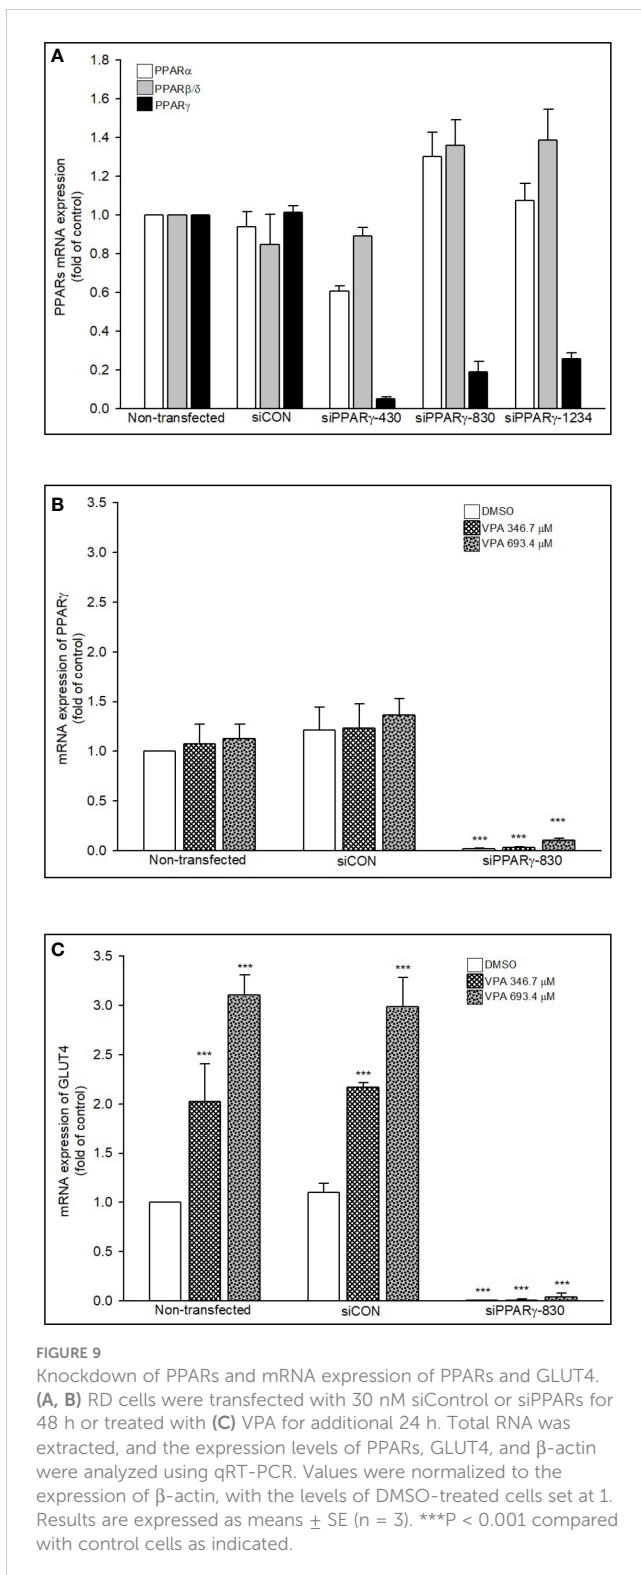 A
1.8
1.6
1.4
1.2
1.0
0.8
0.6
0.4
0.2
0.0
PPARs mRNA expression
(fold of control)
PPARα
PPARβ/δ
PPARγ
Non-transfected siCON siPPARγ-430 siPPARγ-830 siPPARγ-1234
B
3.5
3.0
2.5
2.0
1.5
1.0
0.5
0.0
mRNA expression of PPARγ
(fold of control)
DMSO
VPA 346.7 μM
VPA 693.4 μM
*** *** ***
Non-transfected siCON siPPARγ-830
C
3.5
3.0
2.5
2.0
1.5
1.0
0.5
0.0
mRNA expression of GLUT4
(fold of control)
DMSO
VPA 346.7 μM
VPA 693.4 μM
*** *** *** *** *** *** ***
Non-transfected siCON siPPARγ-830
FIGURE 9
Knockdown of PPARs and mRNA expression of PPARs and GLUT4.
(A, B) RD cells were transfected with 30 nM siControl or siPPARs for
48 h or treated with (C) VPA for additional 24 h. Total RNA was
extracted, and the expression levels of PPARs, GLUT4, and β-actin
were analyzed using qRT-PCR. Values were normalized to the
expression of β-actin, with the levels of DMSO-treated cells set at 1.
Results are expressed as means ± SE (n = 3). ***P < 0.001 compared
with control cells as indicated.